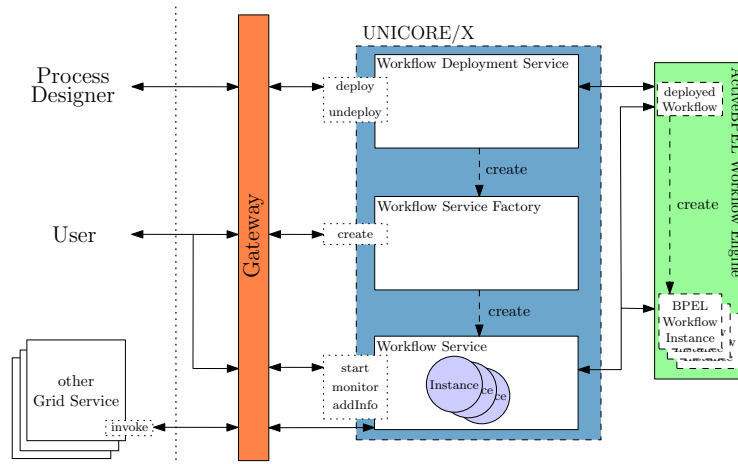 UNICORE/X
Process
Designer
Workflow Deployment Service
deploy
undeploy
deployed
Workflow
create
User
Gateway
Workflow Service Factory
create
create
create
ActiveBPEL Workflow Engine
Workflow Service
start
monitor
addInfo
Instance
ce
ce
BPEL
Workflow
Instance
other
Grid Service
invoke